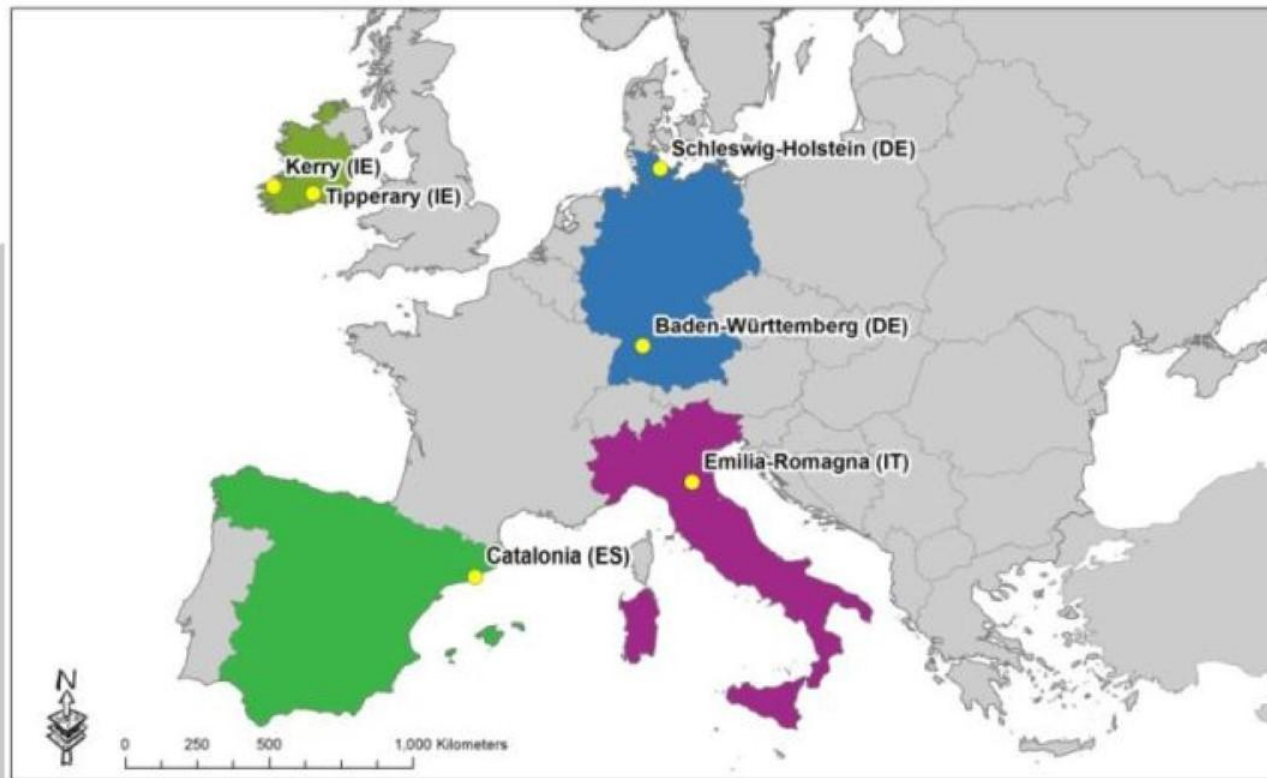 Schleswig-Holstein (DE)
Kerry (IE)
Tipperary (IE)
Baden-Württemberg (DE)
Emilia-Romagna (IT)
Catalonia (ES)
N
0 250 500 1,000 Kilometers